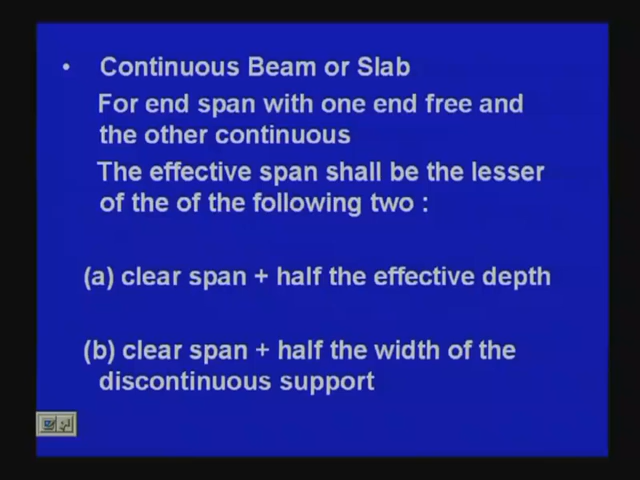 • Continuous Beam or Slab
For end span with one end free and
the other continuous
The effective span shall be the lesser
of the of the following two :
(a) clear span + half the effective depth
(b) clear span + half the width of the
discontinuous support